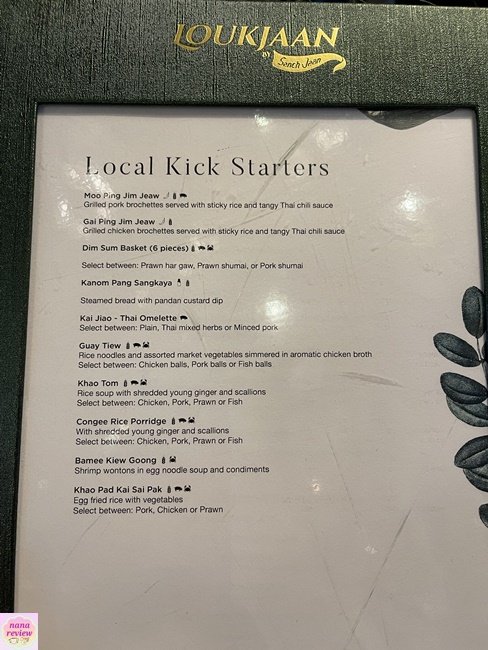 LOUKJAAN
BY Saneh Jaan
Local Kick Starters
Moo Ping Jim Jeaw
Grilled pork brochettes served with sticky rice and tangy Thai chili sauce
Gai Ping Jim Jeaw
Grilled chicken brochettes served with sticky rice and tangy Thai chili sauce
Dim Sum Basket (6 pieces)
Select between: Prawn har gaw, Prawn shumai, or Pork shumai
Kanom Pang Sangkaya
Steamed bread with pandan custard dip
Kai Jiao - Thai Omelette
Select between: Plain, Thai mixed herbs or Minced pork
Guay Tiew
Rice noodles and assorted market vegetables simmered in aromatic chicken broth
Select between: Chicken balls, Pork balls or Fish balls
Khao Tom
Rice soup with shredded young ginger and scallions
Select between: Chicken, Pork, Prawn or Fish
Congee Rice Porridge
With shredded young ginger and scallions
Select between: Chicken, Pork, Prawn or Fish
Bamee Kiew Goong
Shrimp wontons in egg noodle soup and condiments
Khao Pad Kai Sai Pak
Egg fried rice with vegetables
Select between: Pork, Chicken or Prawn
nana
review